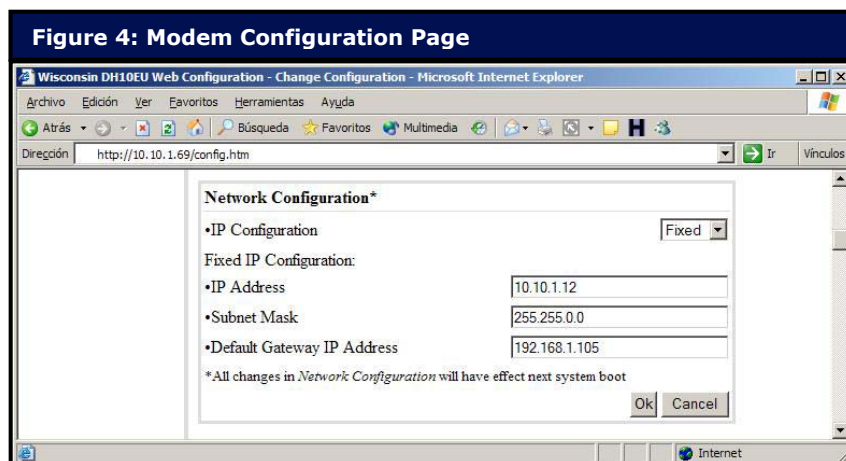 Figure 4: Modem Configuration Page
Wisconsin DH10EU Web Configuration - Change Configuration - Microsoft Internet Explorer
Archivo Edición Ver Favoritos Herramientas Ayuda
Atrás Búsqueda Favoritos Multimedia
Dirección http://10.10.1.69/config.htm Ir Vínculos
Network Configuration*
•IP Configuration Fixed
Fixed IP Configuration:
•IP Address 10.10.1.12
•Subnet Mask 255.255.0.0
•Default Gateway IP Address 192.168.1.105
*All changes in Network Configuration will have effect next system boot
Ok Cancel
Internet